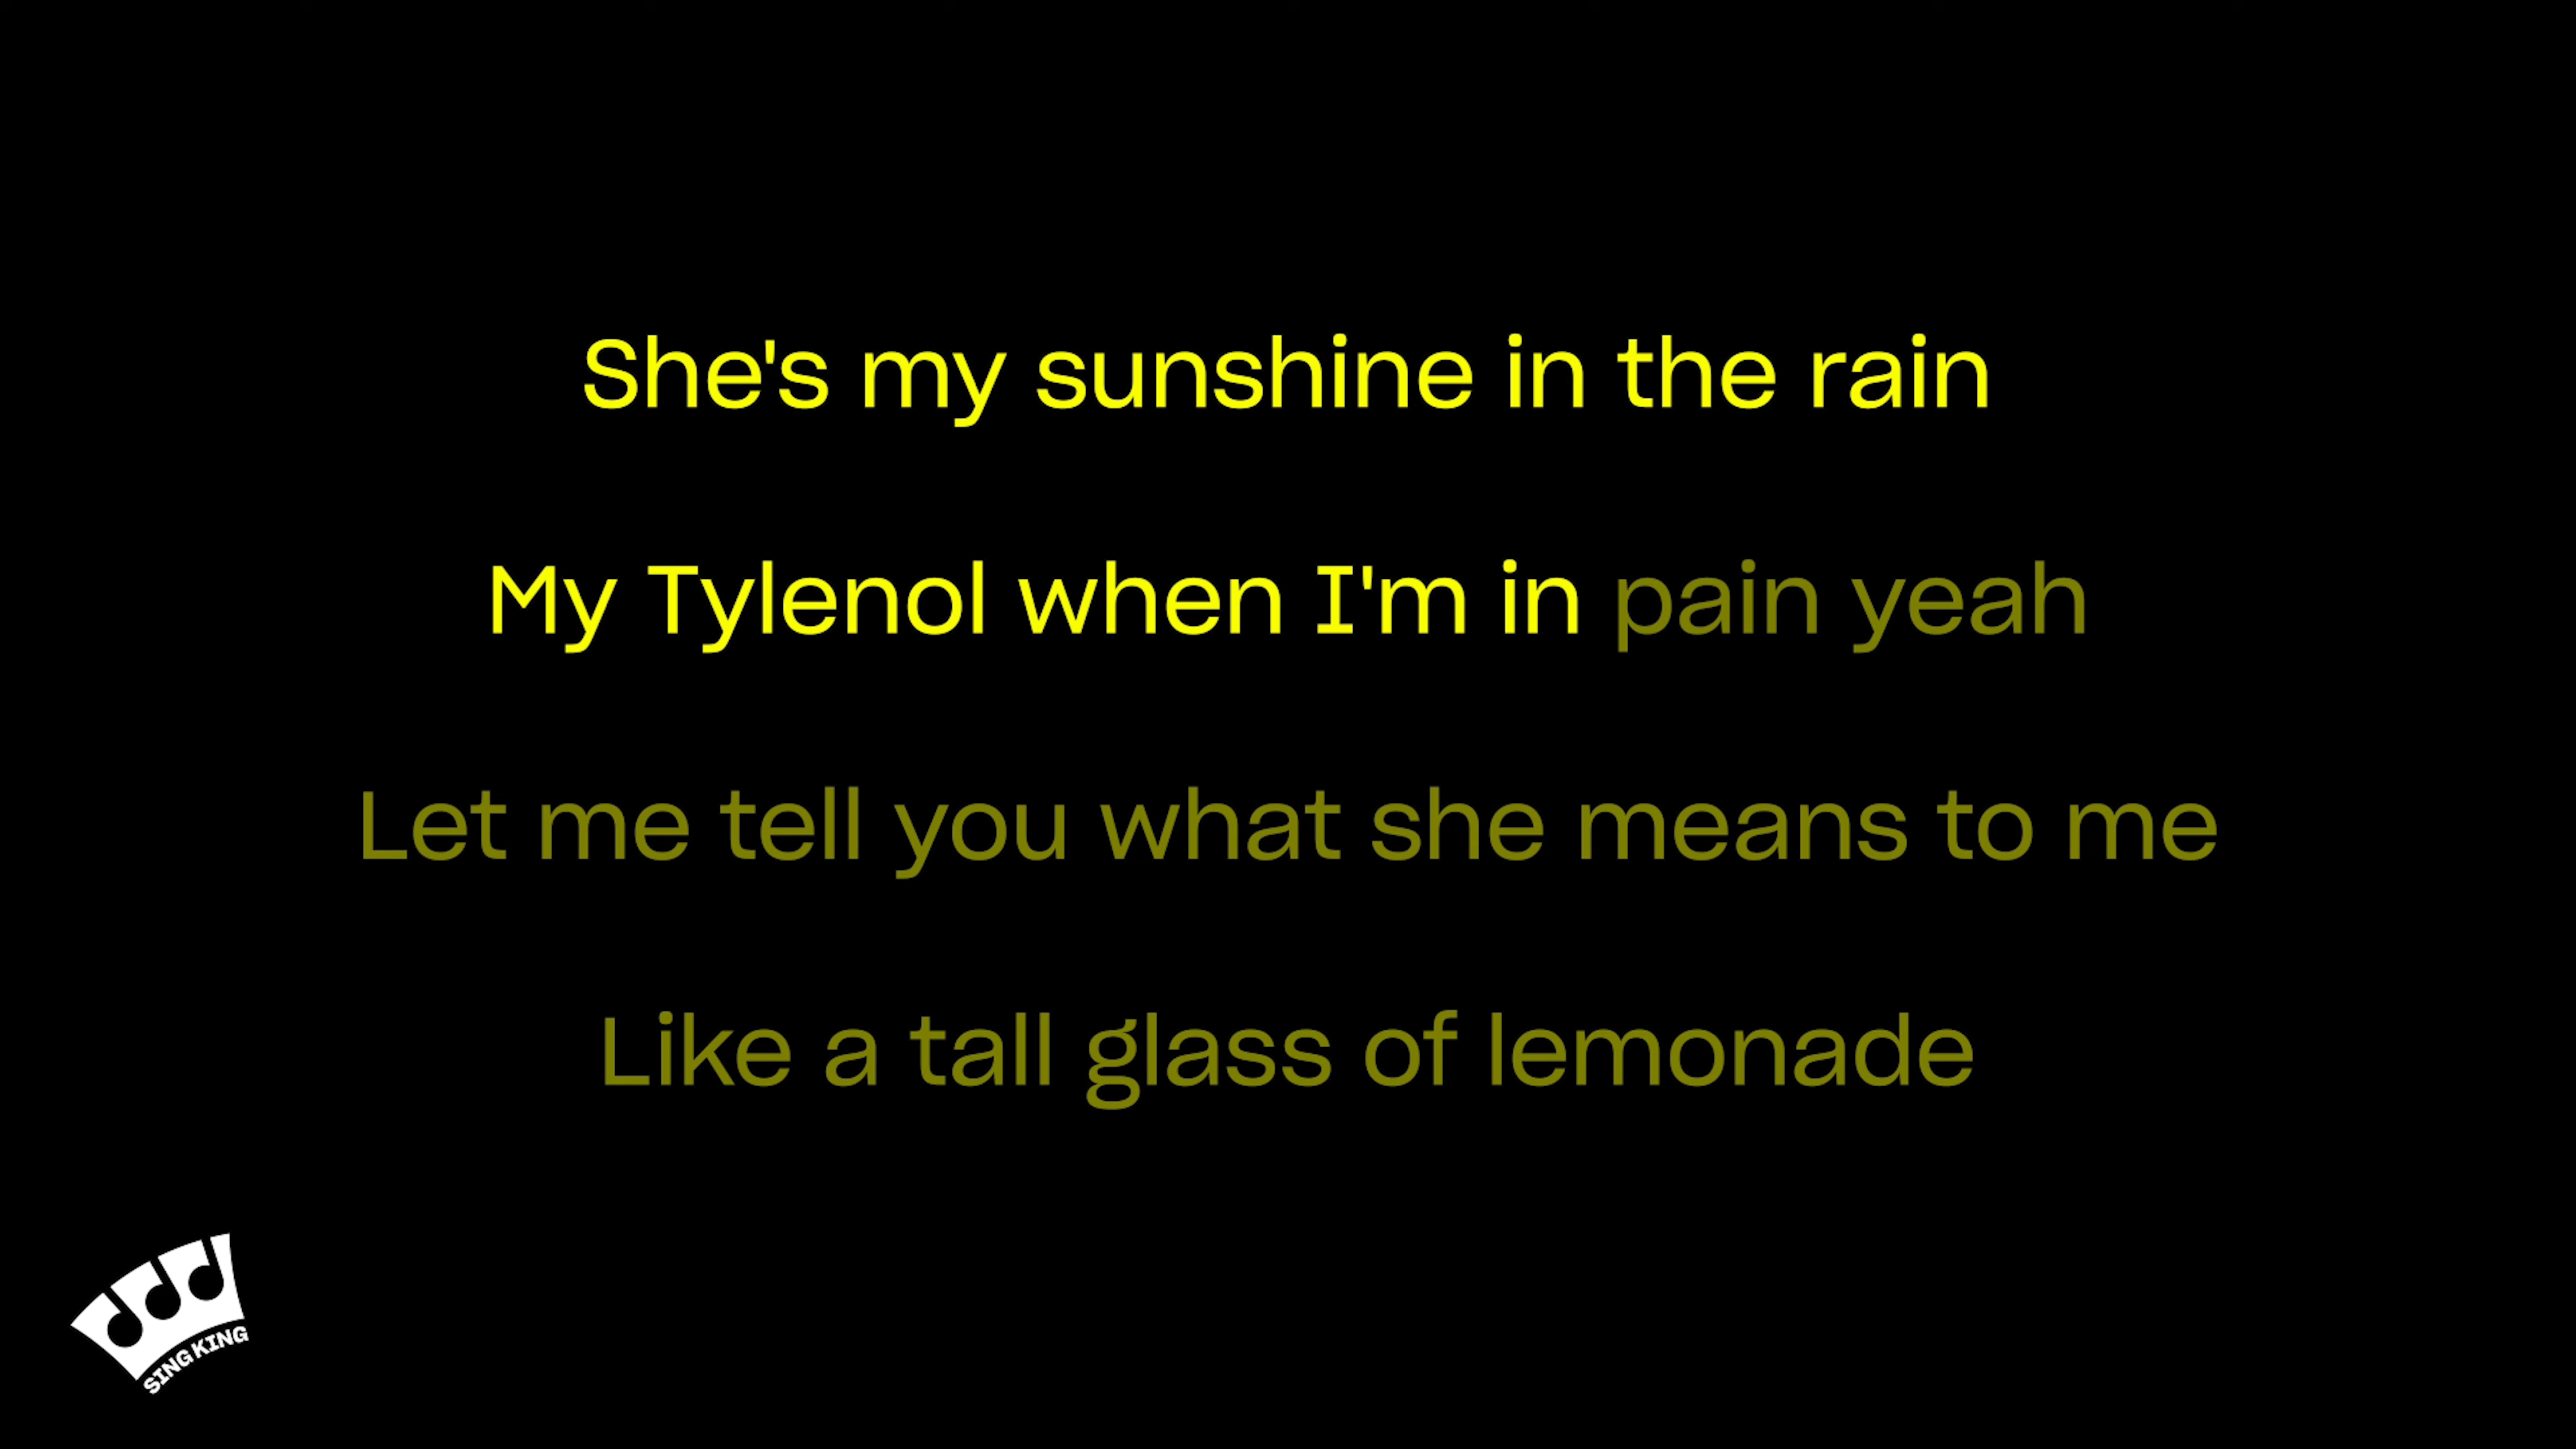 She's my sunshine in the rain
My Tylenol when I'm in pain yeah
Let me tell you what she means to me
Like a tall glass of lemonade
SING KING